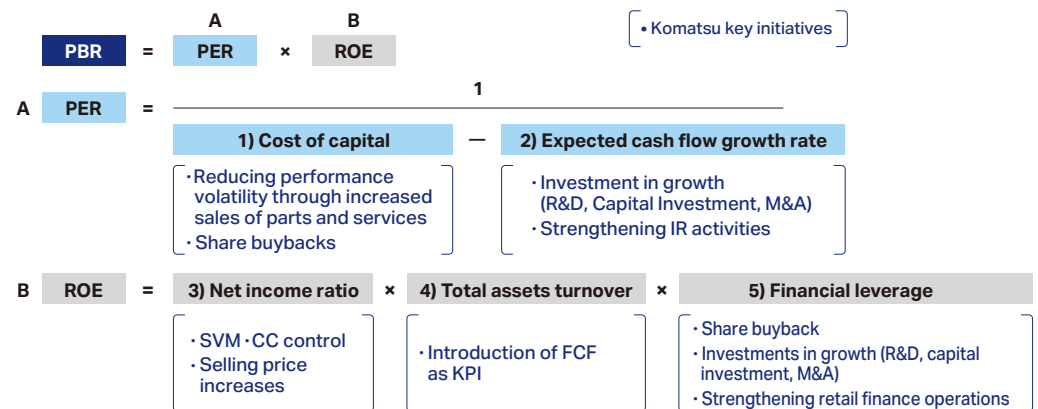 A B
PBR = PER × ROE
• Komatsu key initiatives
1
A PER =
1) Cost of capital — 2) Expected cash flow growth rate
・Reducing performance
volatility through increased
sales of parts and services
・Share buybacks
・Investment in growth
(R&D, Capital Investment, M&A)
・Strengthening IR activities
B ROE = 3) Net income ratio × 4) Total assets turnover × 5) Financial leverage
・SVM・CC control
・Selling price
increases
・Introduction of FCF
as KPI
・Share buyback
・Investments in growth (R&D, capital
investment, M&A)
・Strengthening retail finance operations